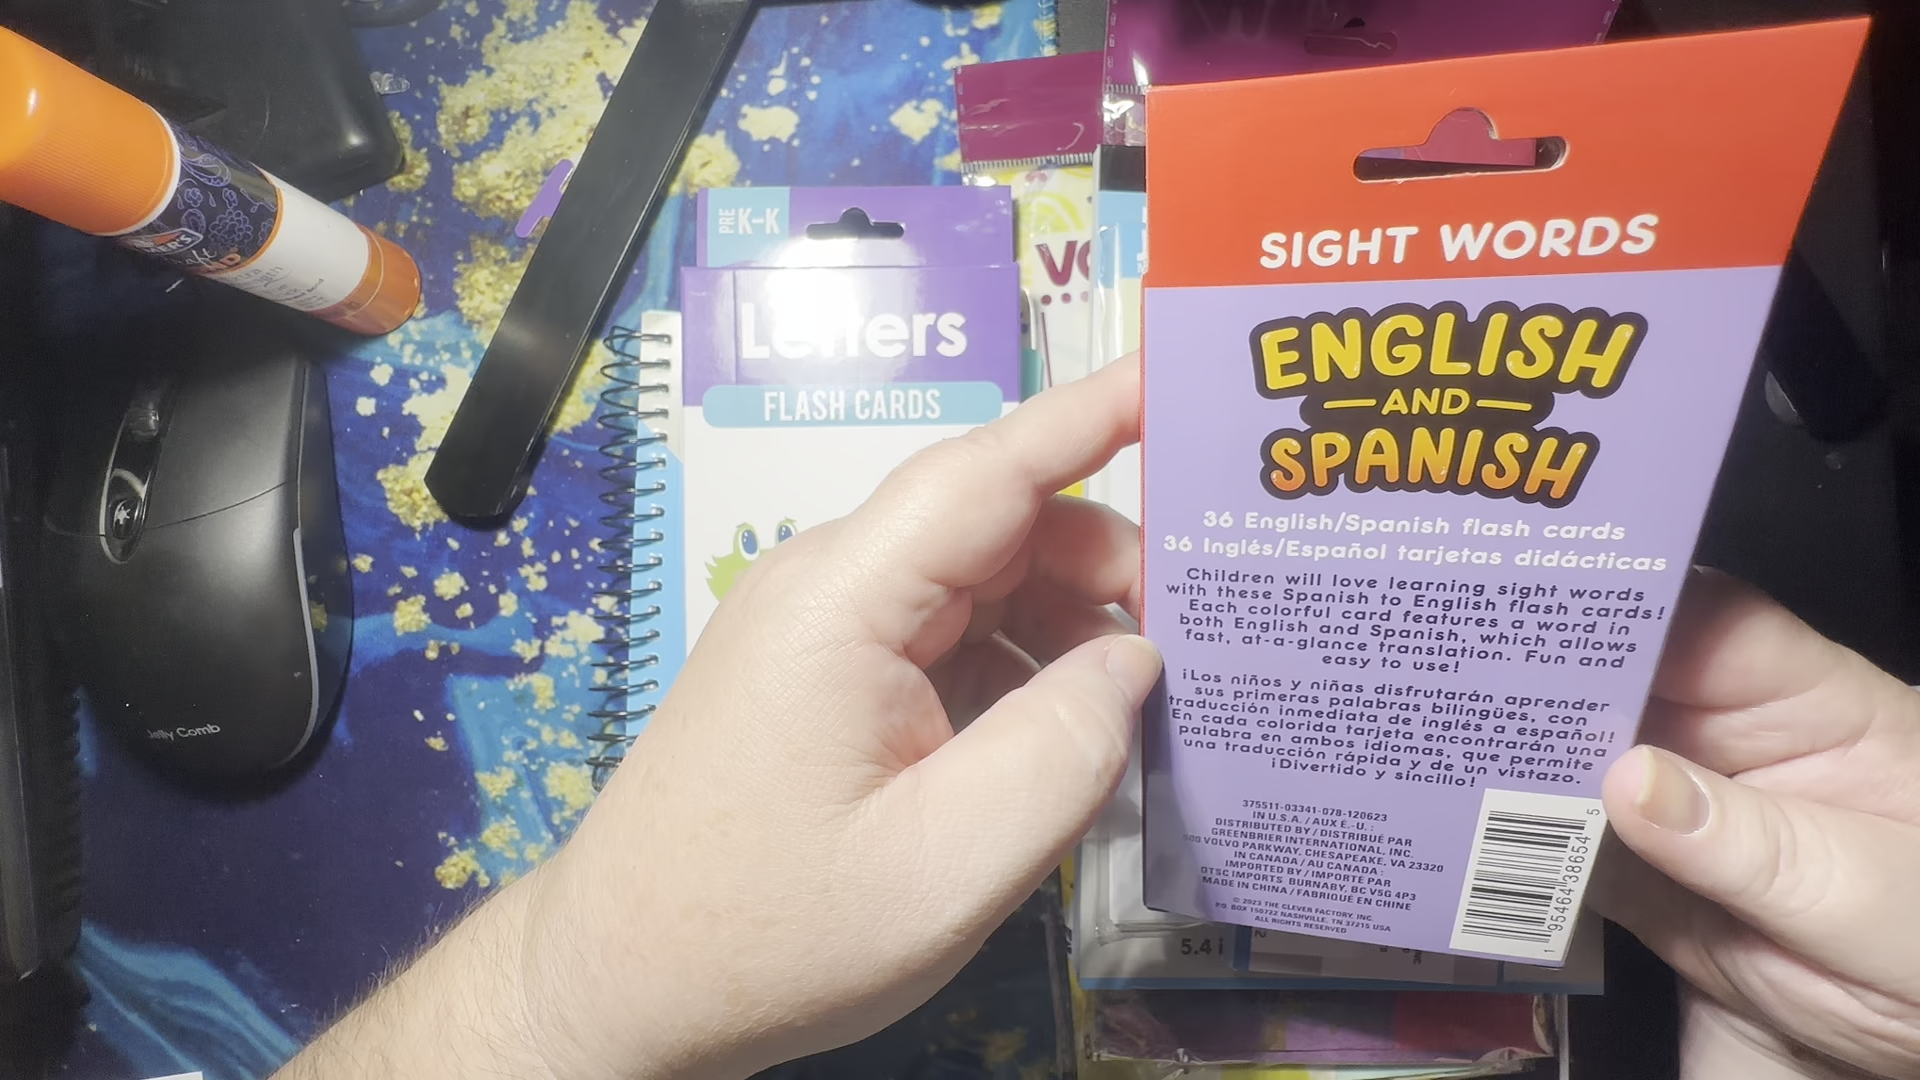 PRE K-K
Letters
FLASH CARDS
Jelly Comb
SIGHT WORDS
ENGLISH
AND
SPANISH
36 English/Spanish flash cards
36 Inglés/Español tarjetas didácticas
Children will love learning sight words
with these Spanish to English flash cards!
Each colorful card features a word in
both English and Spanish, which allows
fast, at-a-glance translation. Fun and
easy to use!
¡Los niños y niñas disfrutarán aprender
sus primeras palabras bilingües, con
traducción inmediata de inglés a español!
En cada colorida tarjeta encontrarán una
palabra en ambos idiomas, que permite
una traducción rápida y de un vistazo.
¡Divertido y sincillo!
375511-03341-078-120623
IN U.S.A. / AUX É.-U. :
DISTRIBUTED BY / DISTRIBUÉ PAR
GREENBRIER INTERNATIONAL, INC.
500 VOLVO PARKWAY, CHESAPEAKE, VA 23320
IN CANADA / AU CANADA :
IMPORTED BY / IMPORTÉ PAR
DTSC IMPORTS BURNABY, BC V5G 4P3
MADE IN CHINA / FABRIQUÉ EN CHINE
© 2023 THE CLEVER FACTORY, INC.
P.O. BOX 150722 NASHVILLE, TN 37215 USA
ALL RIGHTS RESERVED
1 95464 38654 5
5.4 i